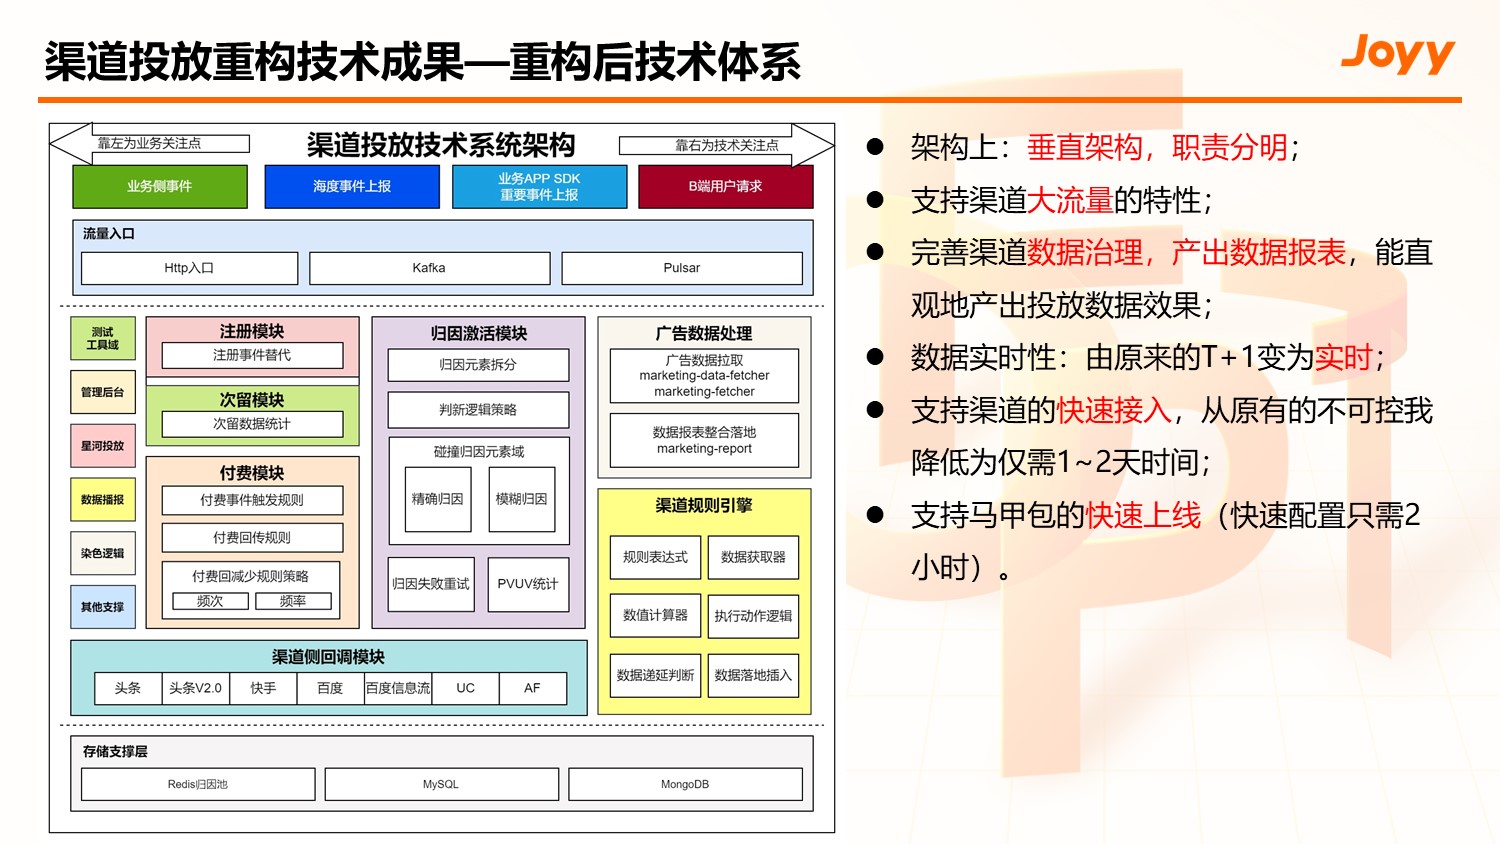 渠道投放重构技术成果—重构后技术体系
Joyy
靠左为业务关注点
渠道投放技术系统架构
靠右为技术关注点
业务侧事件
海度事件上报
业务APP SDK
重要事件上报
B端用户请求
流量入口
Http入口
Kafka
Pulsar
测试
工具域
管理后台
星河投放
数据播报
染色逻辑
其他支撑
注册模块
注册事件替代
次留模块
次留数据统计
付费模块
付费事件触发规则
付费回传规则
付费回减少规则策略
频次
频率
归因激活模块
归因元素拆分
判新逻辑策略
碰撞归因元素域
精确归因
模糊归因
归因失败重试
PVUV统计
广告数据处理
广告数据拉取
marketing-data-fetcher
marketing-fetcher
数据报表整合落地
marketing-report
渠道规则引擎
规则表达式
数据获取器
数值计算器
执行动作逻辑
数据递延判断
数据落地插入
渠道侧回调模块
头条
头条V2.0
快手
百度
百度信息流
UC
AF
存储支撑层
Redis归因池
MySQL
MongoDB
● 架构上：垂直架构，职责分明；
● 支持渠道大流量的特性；
● 完善渠道数据治理，产出数据报表，能直
观地产出投放数据效果；
● 数据实时性：由原来的T+1变为实时；
● 支持渠道的快速接入，从原有的不可控我
降低为仅需1~2天时间；
● 支持马甲包的快速上线（快速配置只需2
小时）。